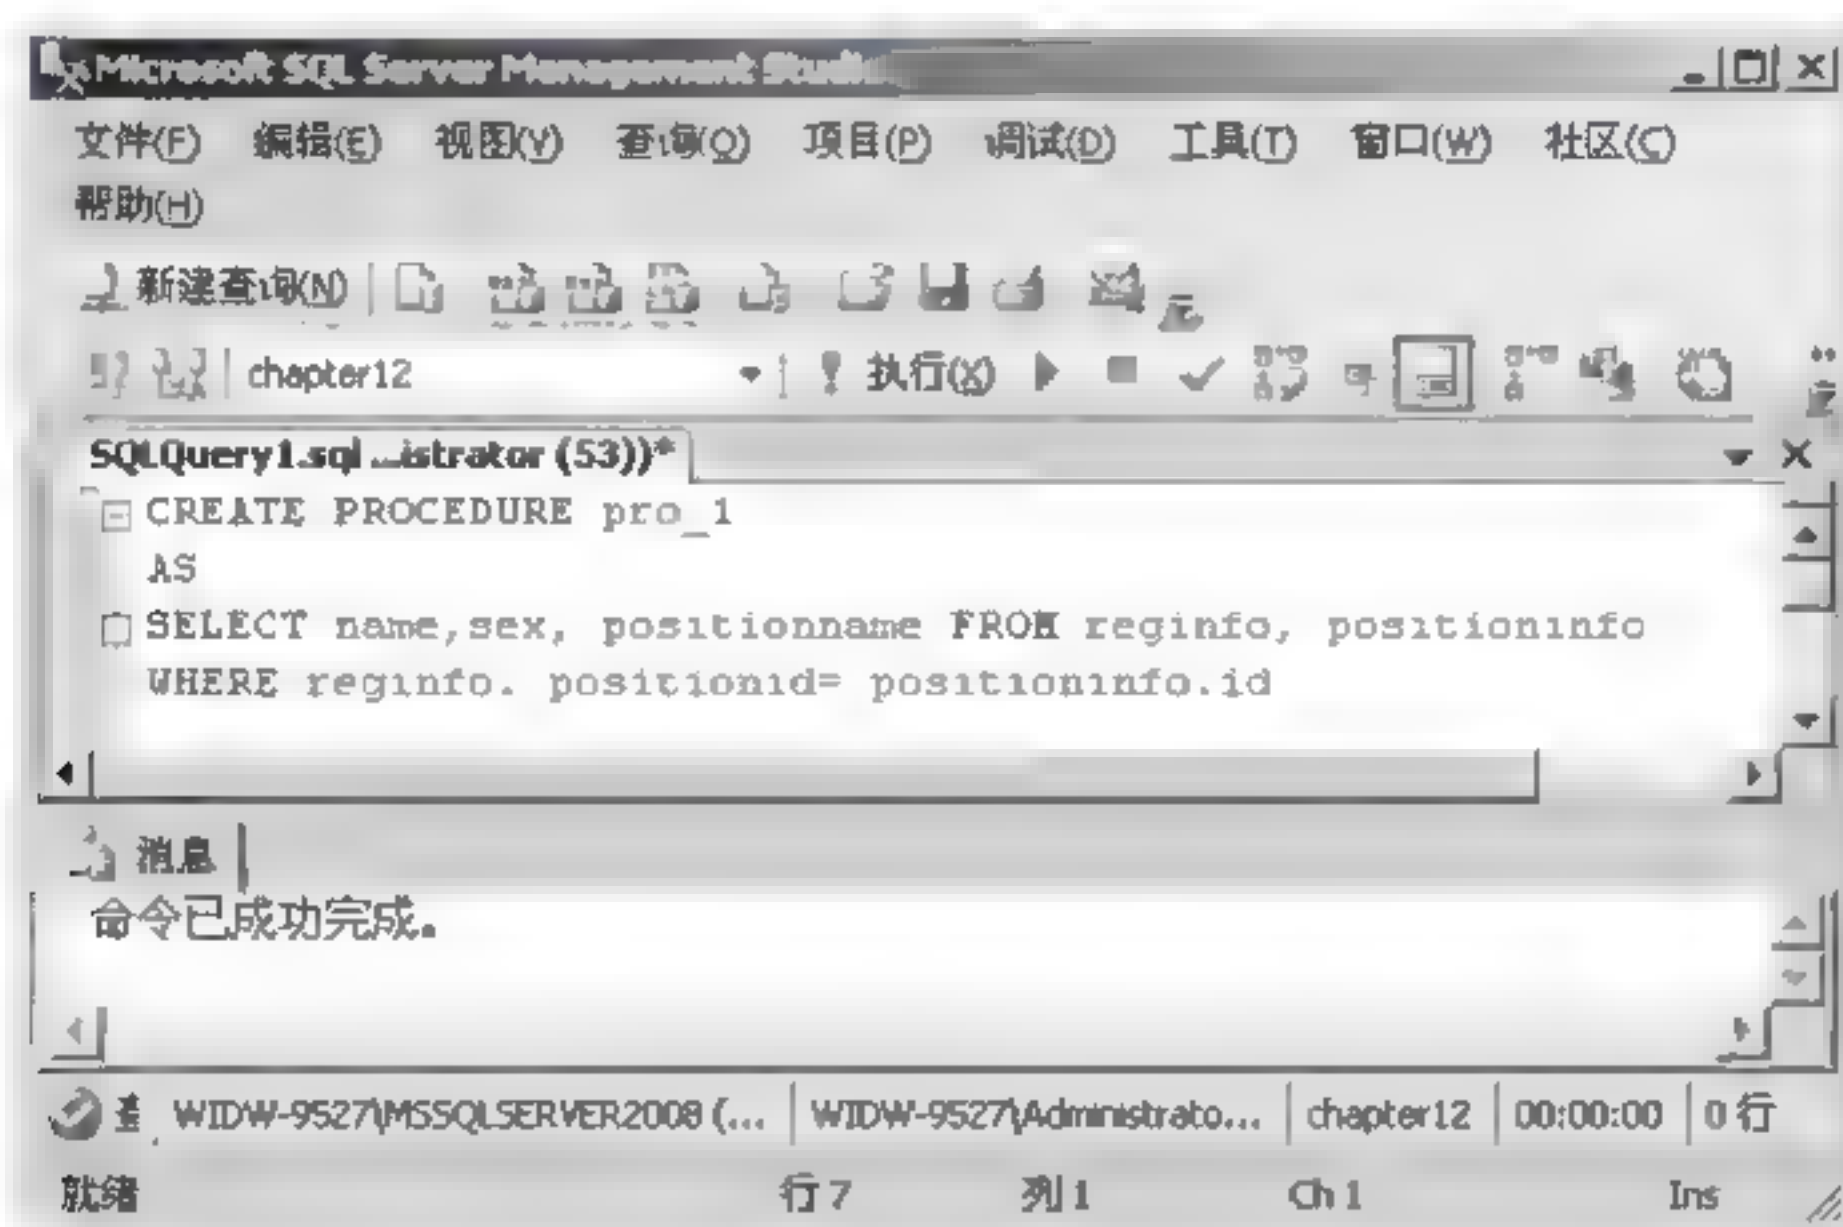 Microsoft SQL Server Management Studio
文件(F) 编辑(E) 视图(V) 查询(Q) 项目(P) 调试(D) 工具(T) 窗口(W) 社区(C)
帮助(H)
新建查询(N)
chapter12 执行(X)
SQLQuery1.sql ...istrator (53))*
CREATE PROCEDURE pro_1
AS
SELECT name,sex, positionname FROM reginfo, positioninfo
WHERE reginfo. positionid= positioninfo.id
消息
命令已成功完成。
WIDW-9527\MSSQLSERVER2008 (... WIDW-9527\Administrato... chapter12 00:00:00 0 行
就绪 行 7 列 1 Ch 1 Ins